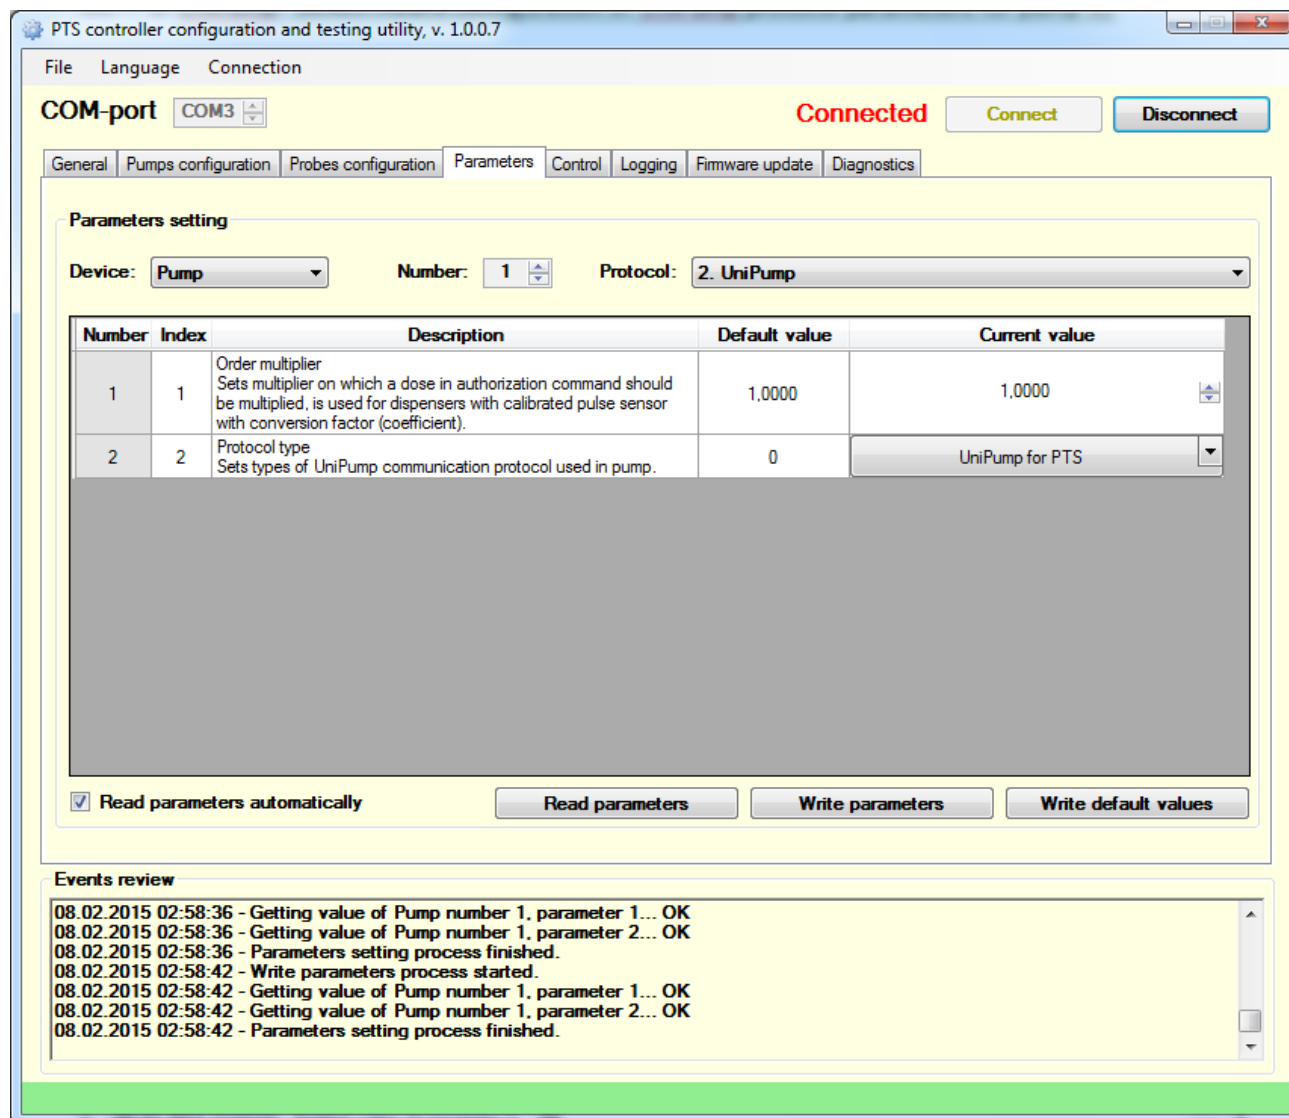 PTS controller configuration and testing utility, v. 1.0.0.7
File Language Connection
COM-port COM3 Connected Connect Disconnect
General Pumps configuration Probes configuration Parameters Control Logging Firmware update Diagnostics
Parameters setting
Device: Pump Number: 1 Protocol: 2. UniPump
Number Index Description Default value Current value
1 1 Order multiplier
Sets multiplier on which a dose in authorization command should
be multiplied, is used for dispensers with calibrated pulse sensor
with conversion factor (coefficient). 1,0000 1,0000
2 2 Protocol type
Sets types of UniPump communication protocol used in pump. 0 UniPump for PTS
Read parameters automatically Read parameters Write parameters Write default values
Events review
08.02.2015 02:58:36 - Getting value of Pump number 1, parameter 1... OK
08.02.2015 02:58:36 - Getting value of Pump number 1, parameter 2... OK
08.02.2015 02:58:36 - Parameters setting process finished.
08.02.2015 02:58:42 - Write parameters process started.
08.02.2015 02:58:42 - Getting value of Pump number 1, parameter 1... OK
08.02.2015 02:58:42 - Getting value of Pump number 1, parameter 2... OK
08.02.2015 02:58:42 - Parameters setting process finished.